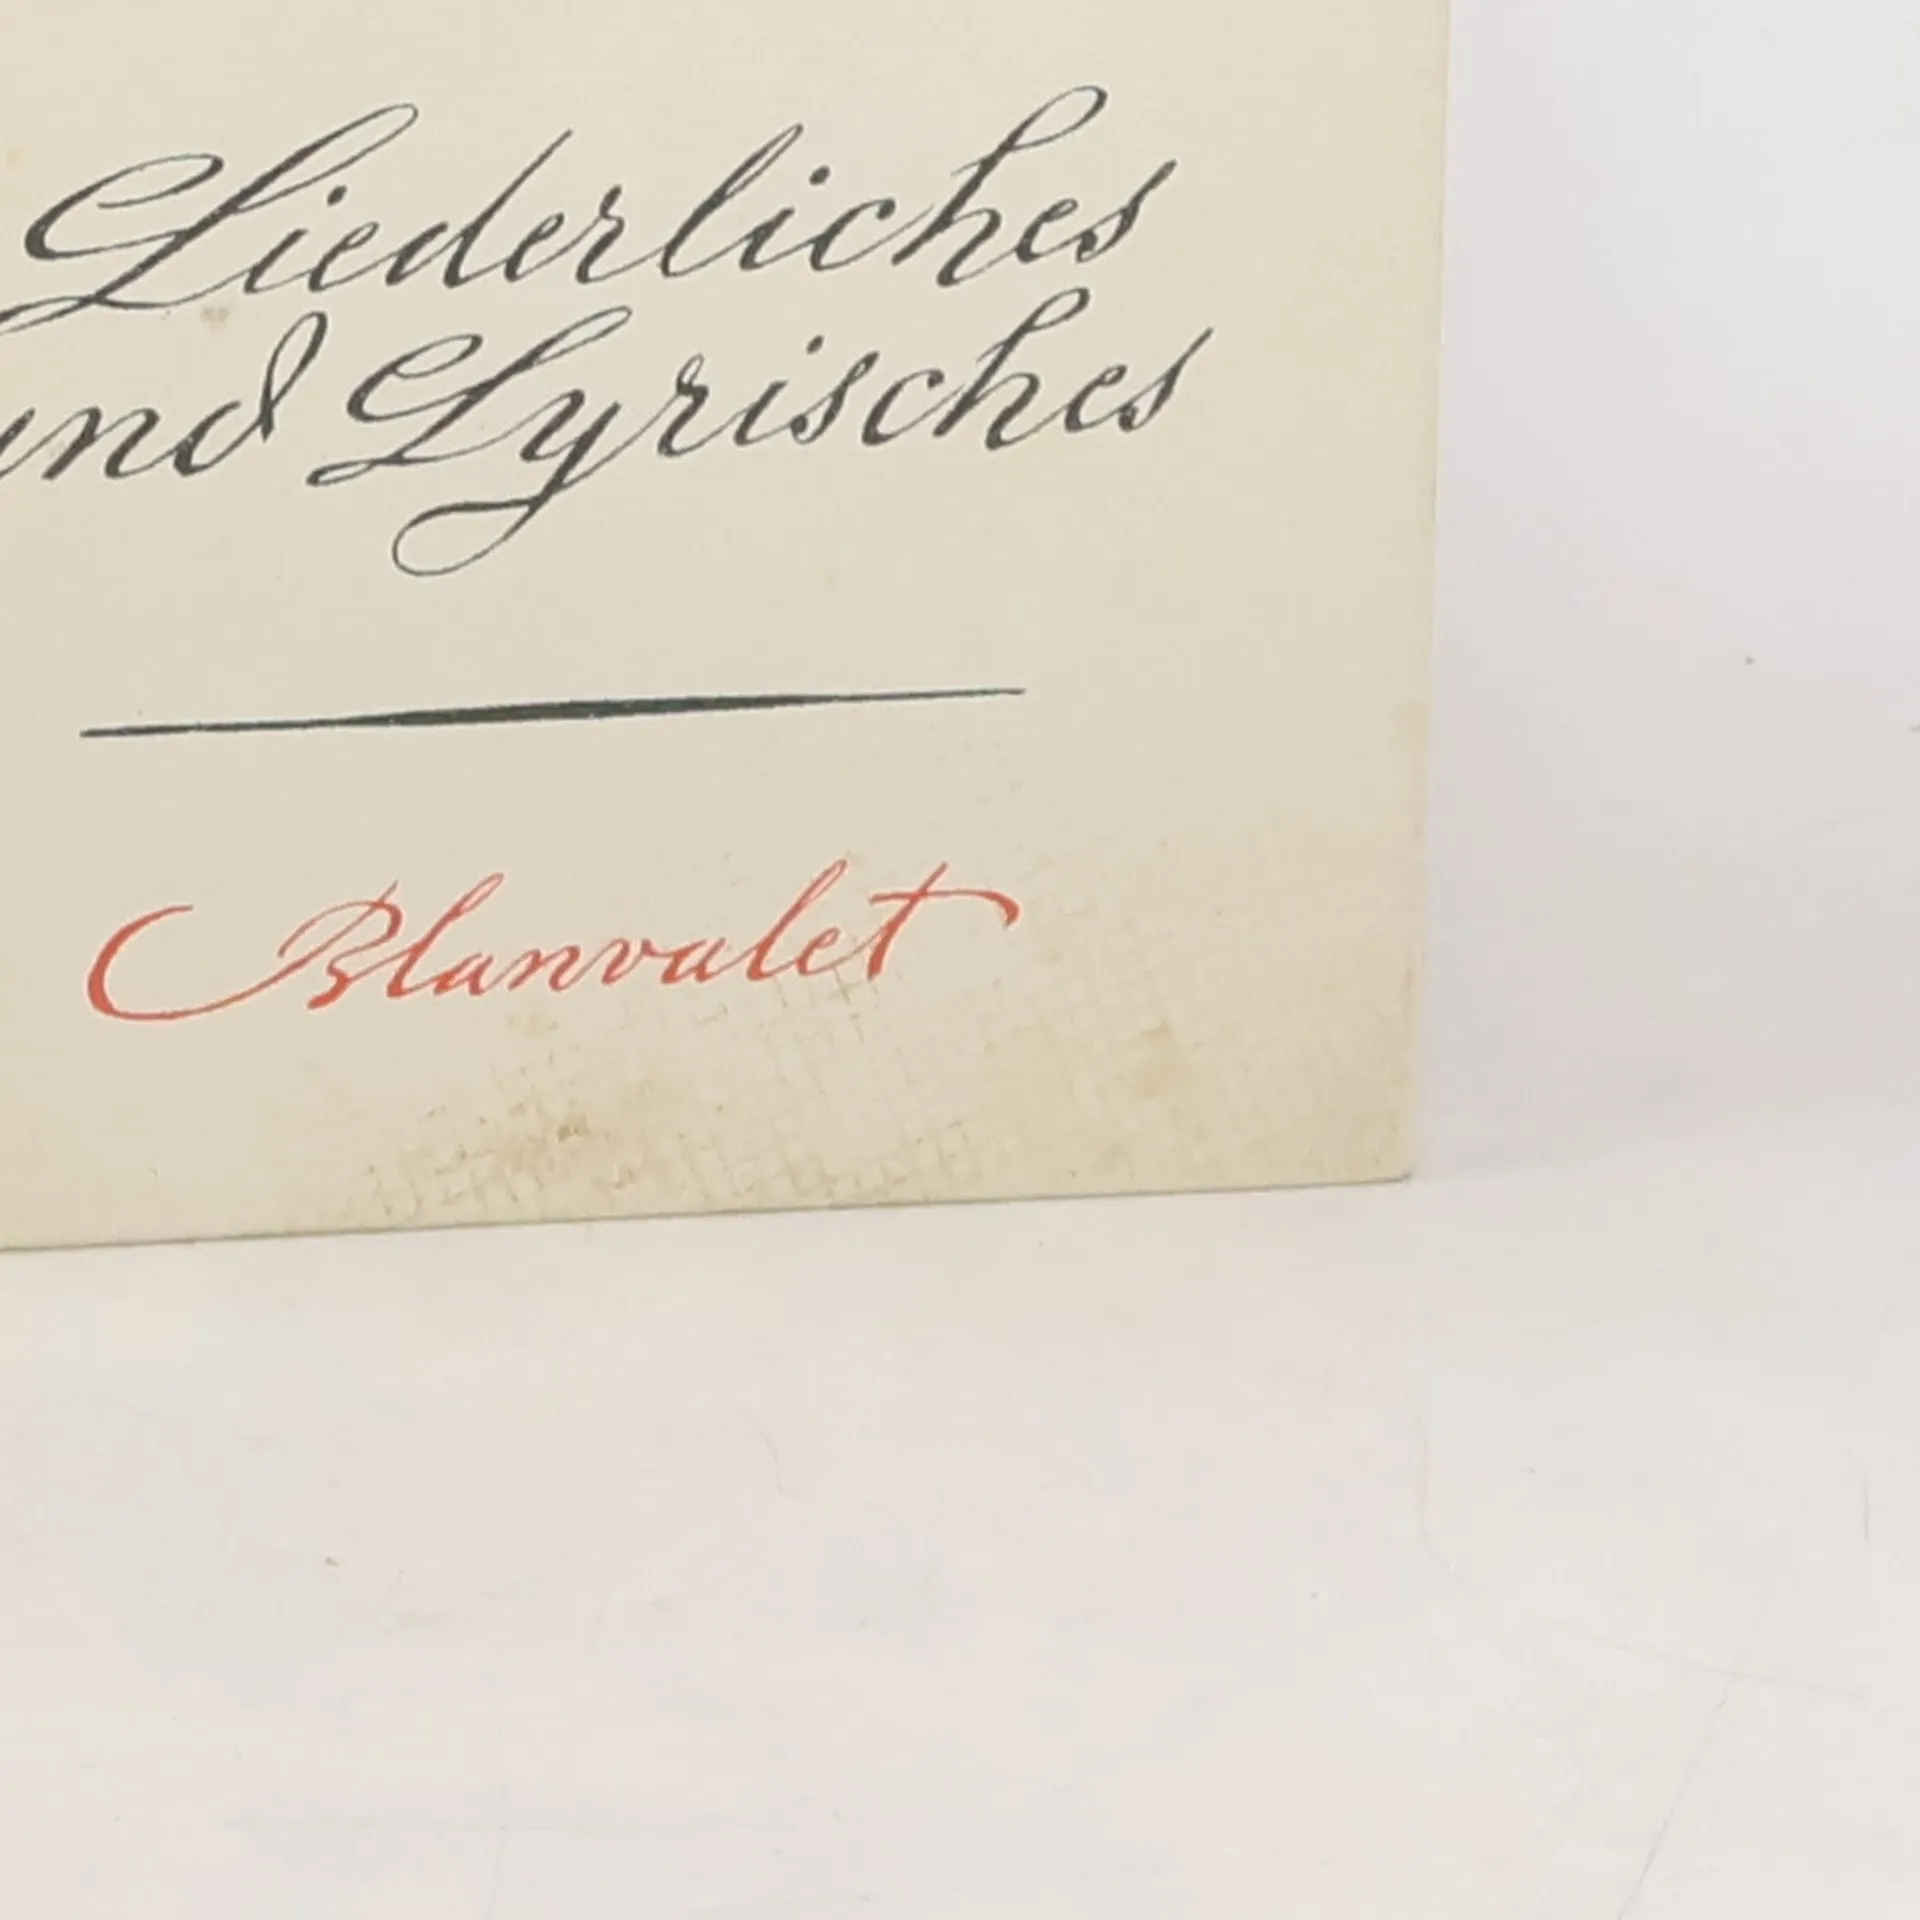 Liederliches
und Lyrisches
Blanvalet